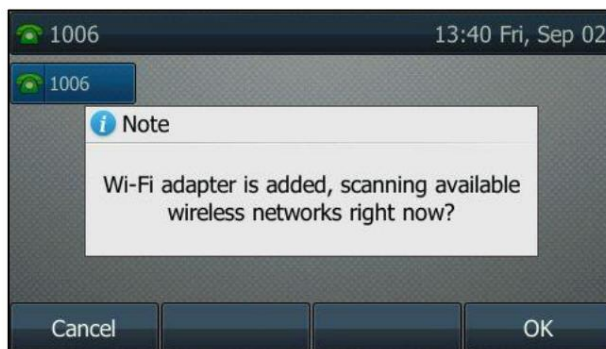 1006
13:40 Fri, Sep 02
1006
Note
Wi-Fi adapter is added, scanning available
wireless networks right now?
Cancel
OK